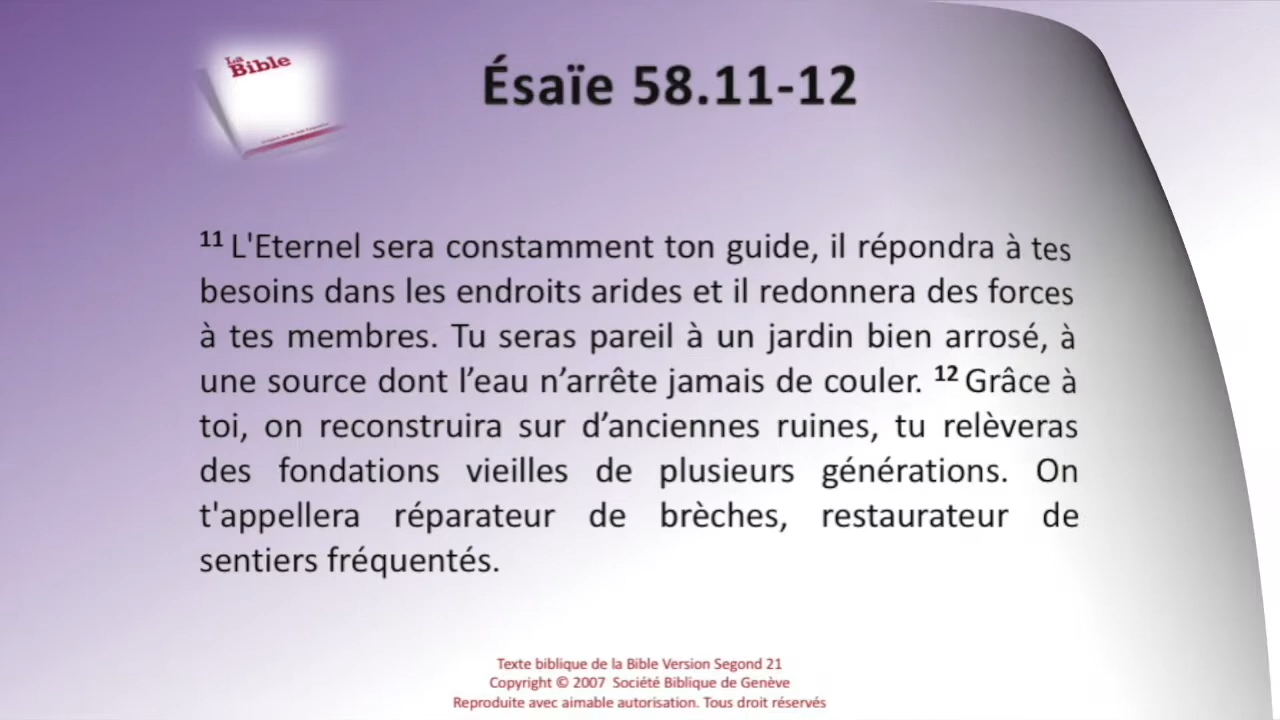 La
Bible
Ésaïe 58.11-12
11 L'Eternel sera constamment ton guide, il répondra à tes
besoins dans les endroits arides et il redonnera des forces
à tes membres. Tu seras pareil à un jardin bien arrosé, à
une source dont l’eau n’arrête jamais de couler. 12 Grâce à
toi, on reconstruira sur d’anciennes ruines, tu relèveras
des fondations vieilles de plusieurs générations. On
t'appellera réparateur de brèches, restaurateur de
sentiers fréquentés.
Texte biblique de la Bible Version Segond 21
Copyright © 2007 Société Biblique de Genève
Reproduite avec aimable autorisation. Tous droit réservés